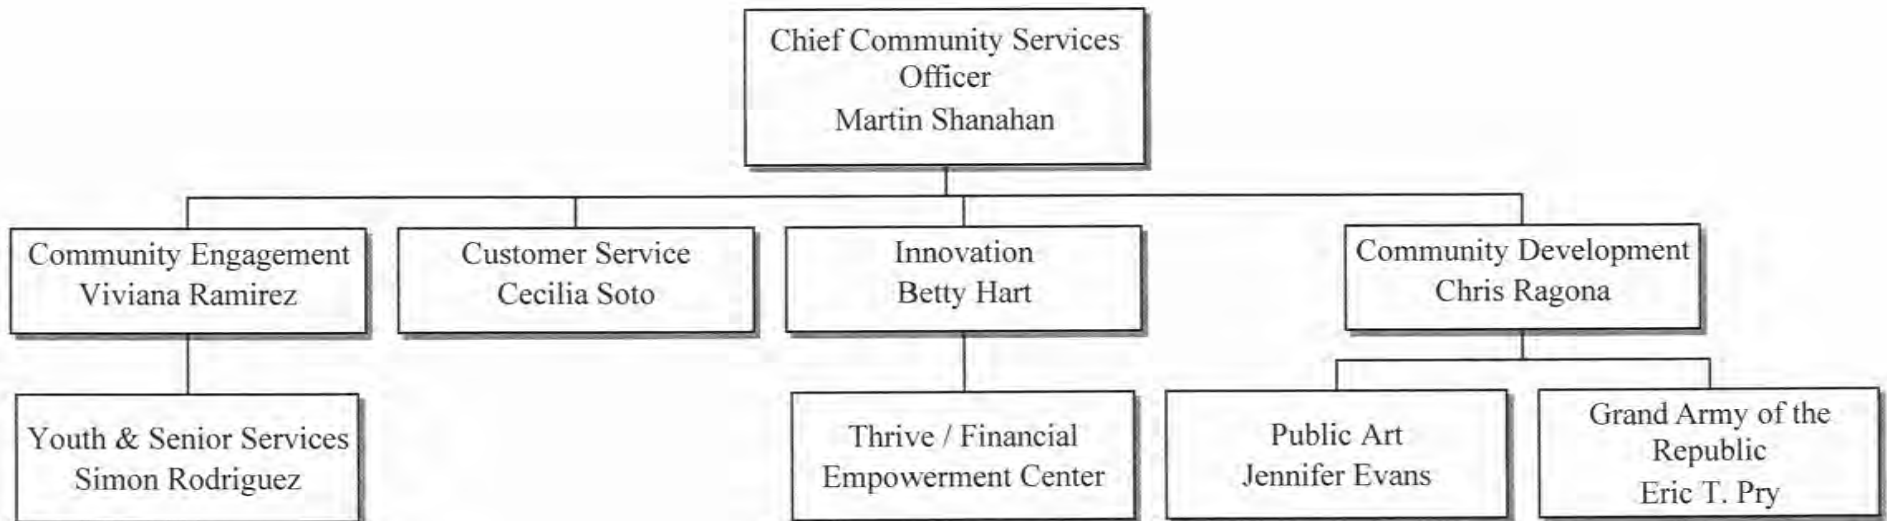 Chief Community Services
Officer
Martin Shanahan
Community Engagement
Viviana Ramirez
Customer Service
Cecilia Soto
Innovation
Betty Hart
Community Development
Chris Ragona
Youth & Senior Services
Simon Rodriguez
Thrive / Financial
Empowerment Center
Public Art
Jennifer Evans
Grand Army of the
Republic
Eric T. Pry